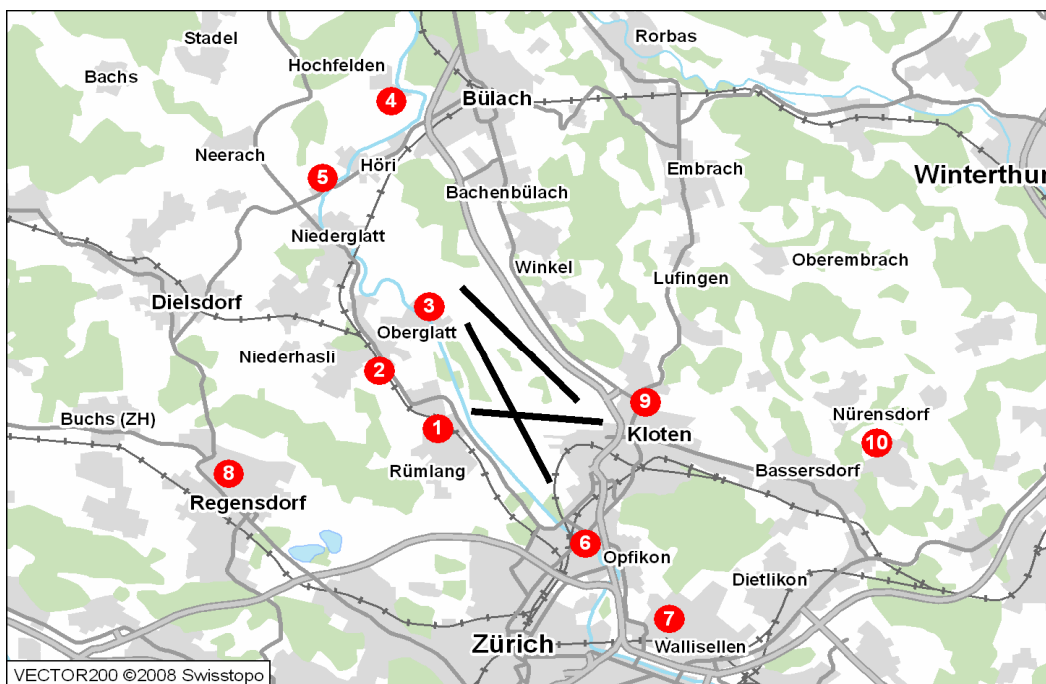 Stadel
Rorbas
Hochfelden
Bachs
4
Bülach
Neerach
Höri
5
Embrach
Winterthur
Bachenbülach
Niederglatt
Winkel
Oberembrach
Lufingen
Dielsdorf
3
Oberglatt
Niederhasli
2
9
Buchs (ZH)
1
Kloten
Nürensdorf
10
Rümlang
8
Bassersdorf
Regensdorf
6
Opfikon
Dietlikon
7
Zürich
Wallisellen
VECTOR200 ©2008 Swisstopo